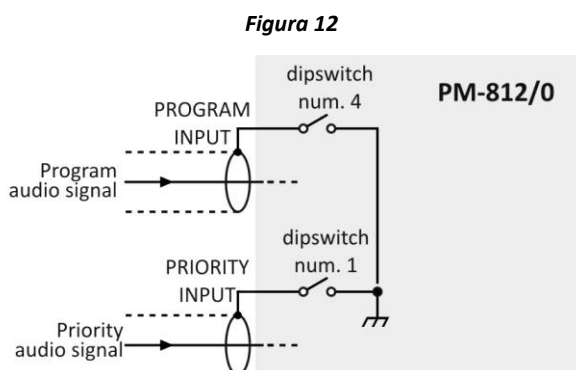 Figura 12
dipswitch
num. 4
PM-812/0
PROGRAM
INPUT
Program
audio signal
dipswitch
num. 1
PRIORITY
INPUT
Priority
audio signal